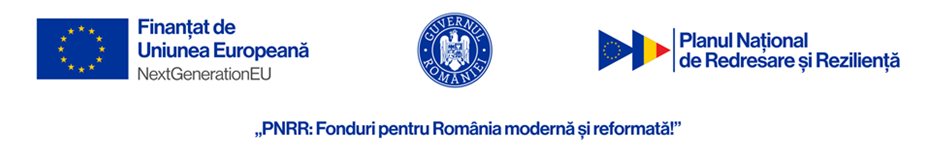 Finanțat de
Uniunea Europeană
NextGenerationEU
GUVERNUL
ROMÂNIEI
Planul Național
de Redresare și Reziliență
„PNRR: Fonduri pentru România modernă și reformată!”